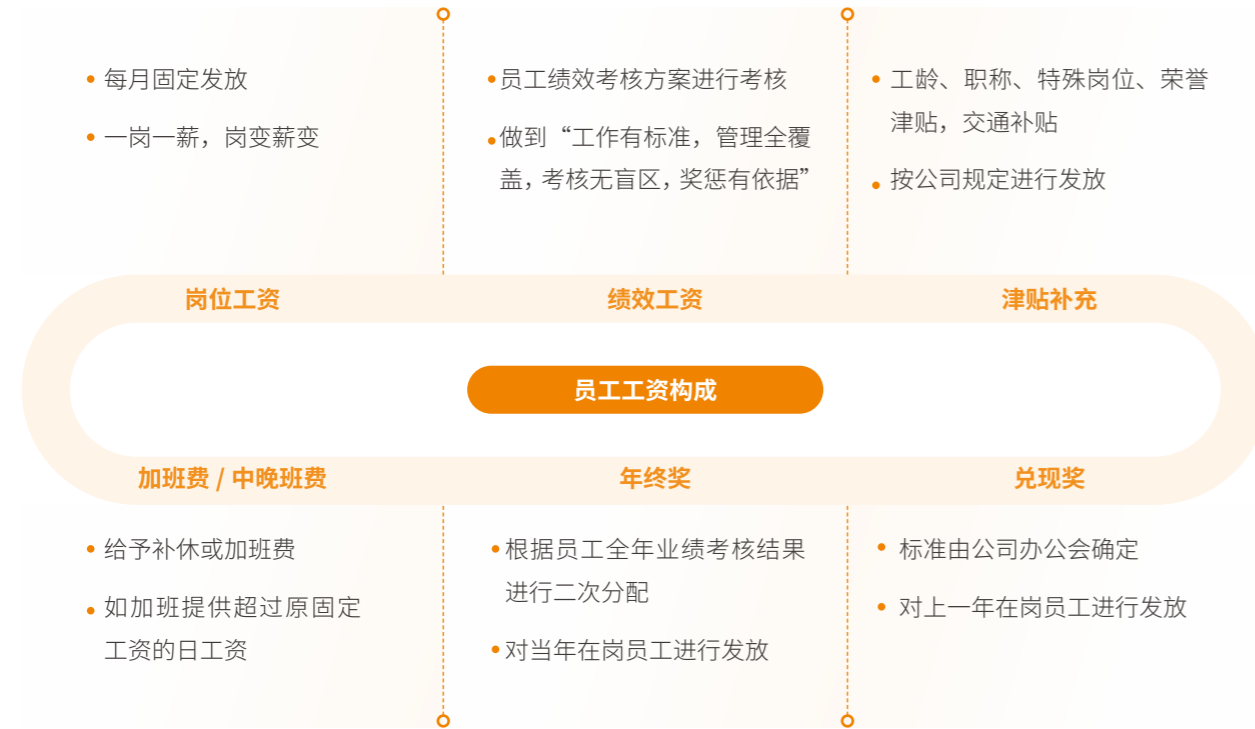 每月固定发放
一岗一薪，岗变薪变
岗位工资
员工绩效考核方案进行考核
做到“工作有标准，管理全覆
盖，考核无盲区，奖惩有依据”
绩效工资
工龄、职称、特殊岗位、荣誉
津贴，交通补贴
按公司规定进行发放
津贴补充
员工工资构成
加班费 / 中晚班费
给予补休或加班费
如加班提供超过原固定
工资的日工资
年终奖
根据员工全年业绩考核结果
进行二次分配
对当年在岗员工进行发放
兑现奖
标准由公司办公会确定
对上一年在岗员工进行发放